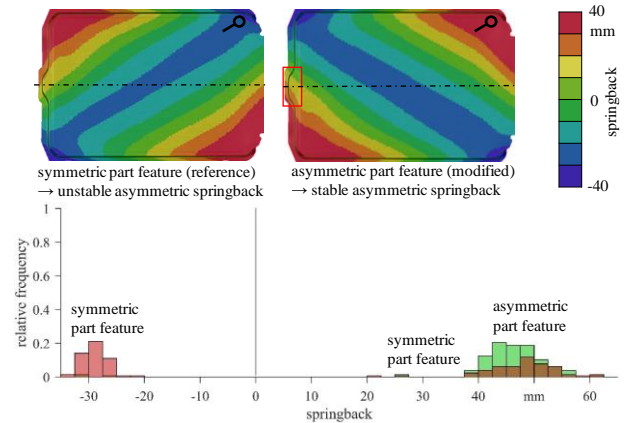 40
mm
0
-40
springback
symmetric part feature (reference)
→ unstable asymmetric springback
asymmetric part feature (modified)
→ stable asymmetric springback
1
0.8
0.6
0.4
0.2
0
relative frequency
symmetric
part feature
symmetric
part feature
asymmetric
part feature
-30 -20 -10 0 10 20 30 40 mm 60
springback